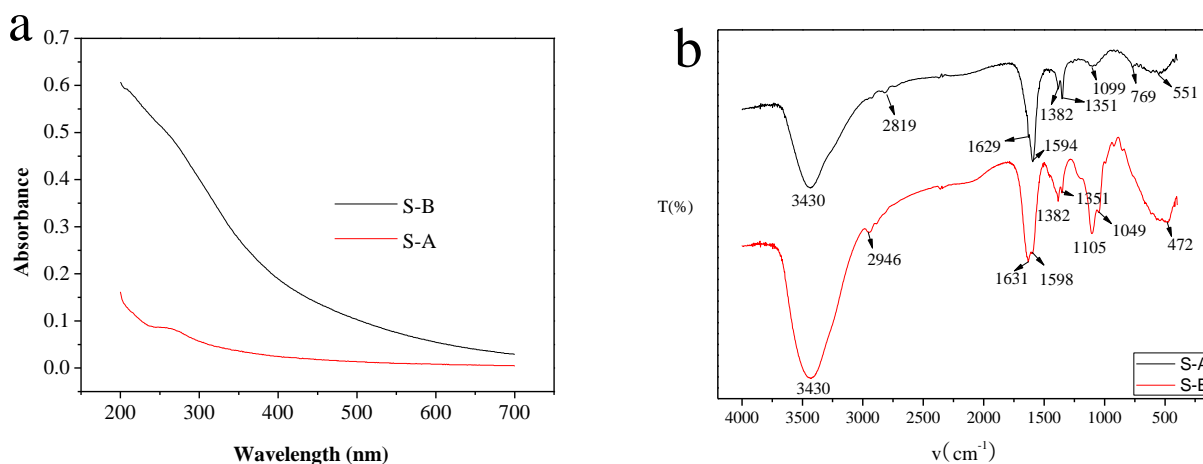 a
0.7
0.6
0.5
0.4
0.3
0.2
0.1
0.0
Absorbance
S-B
S-A
200 300 400 500 600 700
Wavelength (nm)
b
T(%)
3430
2819
1629
1594
1382
1351
1099
769
551
3430
2946
1631
1598
1382
1351
1105
1049
472
S-A
S-B
4000 3500 3000 2500 2000 1500 1000 500
v(cm-1)